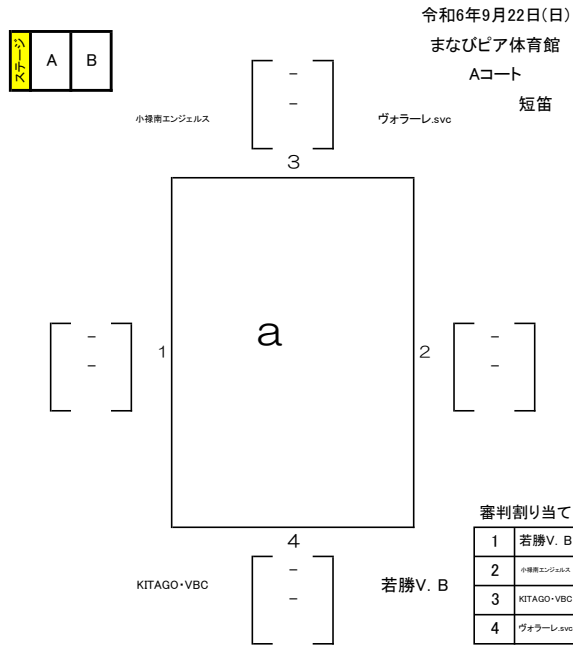 令和6年9月22日(日)
まなびピア体育館
Aコート
短笛
ステージ
A
B
小禄南エンジェルス
-
-
ヴォラーレ.svc
3
a
-
-
1
2
-
-
4
KITAGO・VBC
-
-
若勝V. B
審判割り当て
1 若勝V. B
2 小禄南エンジェルス
3 KITAGO・VBC
4 ヴォラーレ.svc